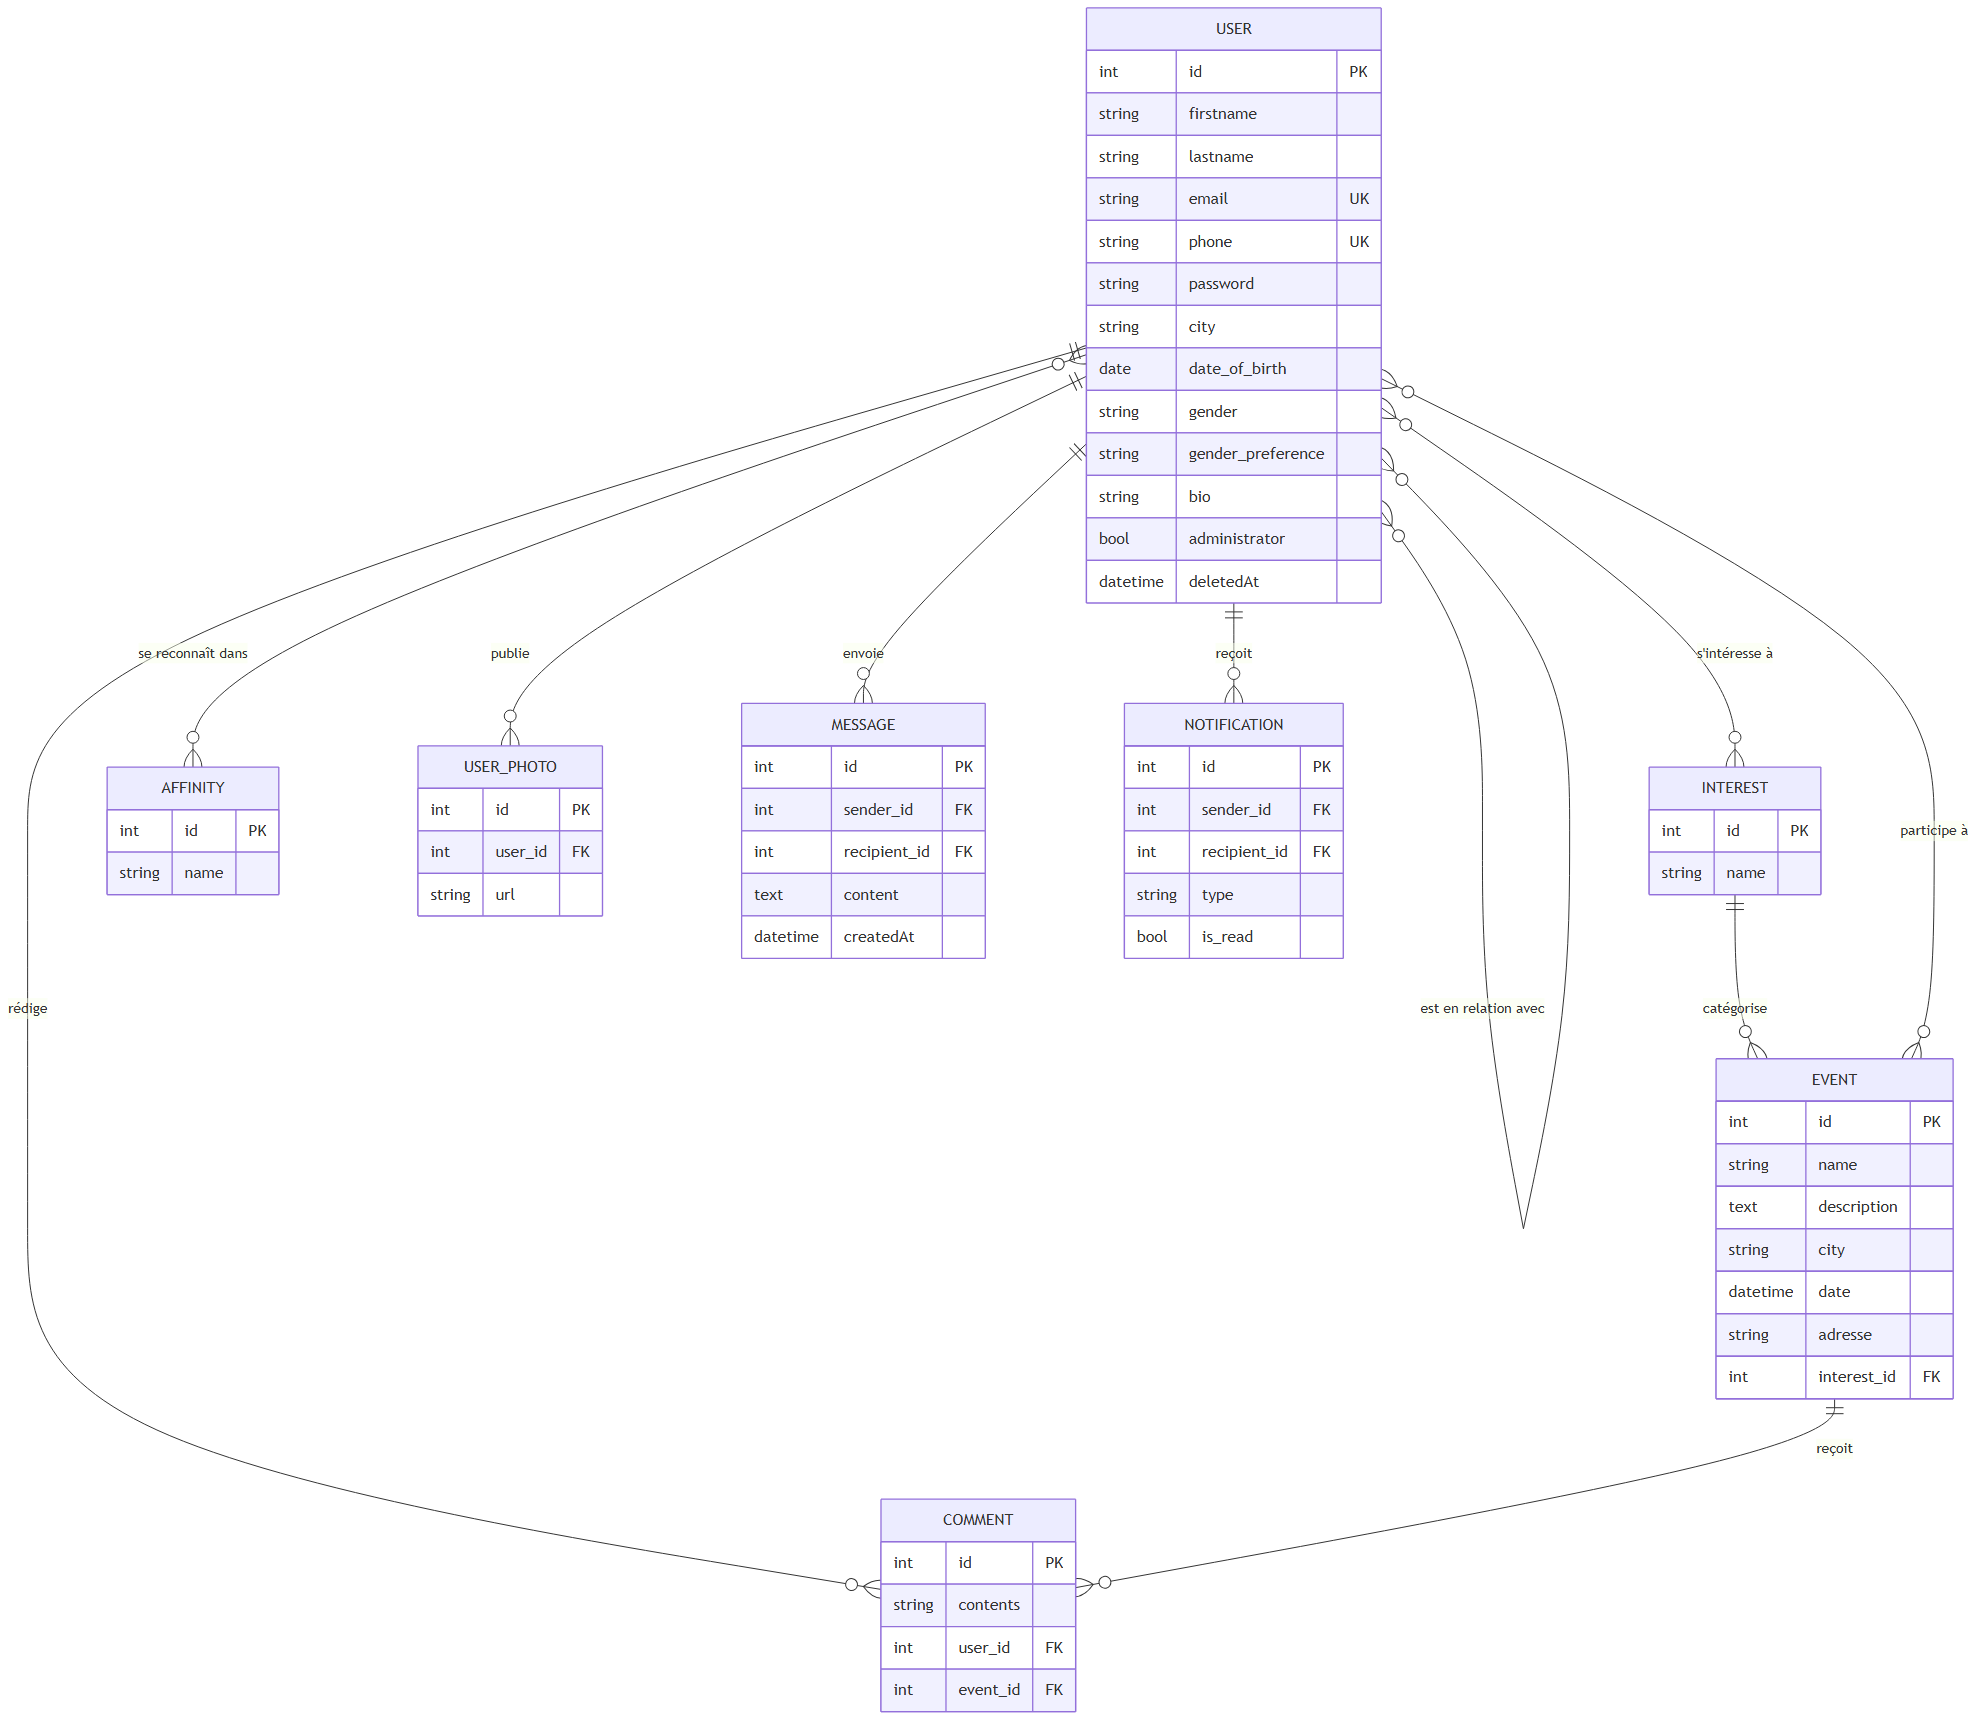 USER
int id PK
string firstname
string lastname
string email UK
string phone UK
string password
string city
date date_of_birth
string gender
string gender_preference
string bio
bool administrator
datetime deletedAt
se reconnaît dans
publie
envoie
reçoit
s'intéresse à
AFFINITY
int id PK
string name
USER_PHOTO
int id PK
int user_id FK
string url
MESSAGE
int id PK
int sender_id FK
int recipient_id FK
text content
datetime createdAt
NOTIFICATION
int id PK
int sender_id FK
int recipient_id FK
string type
bool is_read
INTEREST
int id PK
string name
participe à
rédige
est en relation avec
catégorise
EVENT
int id PK
string name
text description
string city
datetime date
string adresse
int interest_id FK
reçoit
COMMENT
int id PK
string contents
int user_id FK
int event_id FK